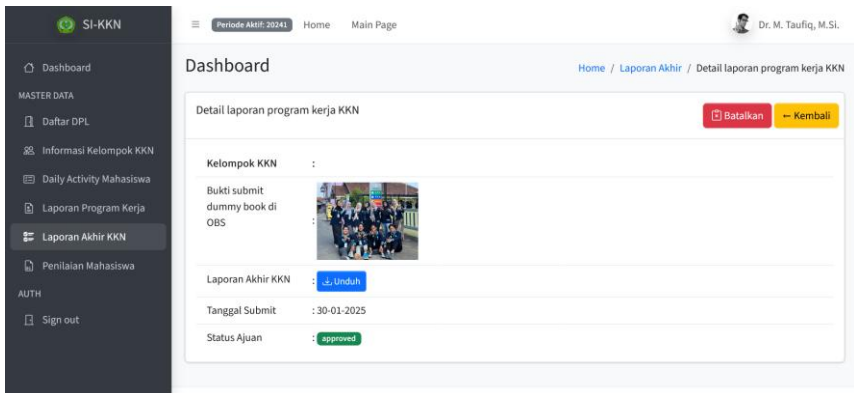 SI-KKN
Periode Aktif: 20241 Home Main Page
Dr. M. Taufiq, M.Si.
Dashboard
MASTER DATA
Daftar DPL
Informasi Kelompok KKN
Daily Activity Mahasiswa
Laporan Program Kerja
Laporan Akhir KKN
Penilaian Mahasiswa
AUTH
Sign out
Dashboard
Home / Laporan Akhir / Detail laporan program kerja KKN
Detail laporan program kerja KKN
Batalkan
← Kembali
Kelompok KKN :
Bukti submit
dummy book di
OBS :
Laporan Akhir KKN : Unduh
Tanggal Submit : 30-01-2025
Status Ajuan : approved